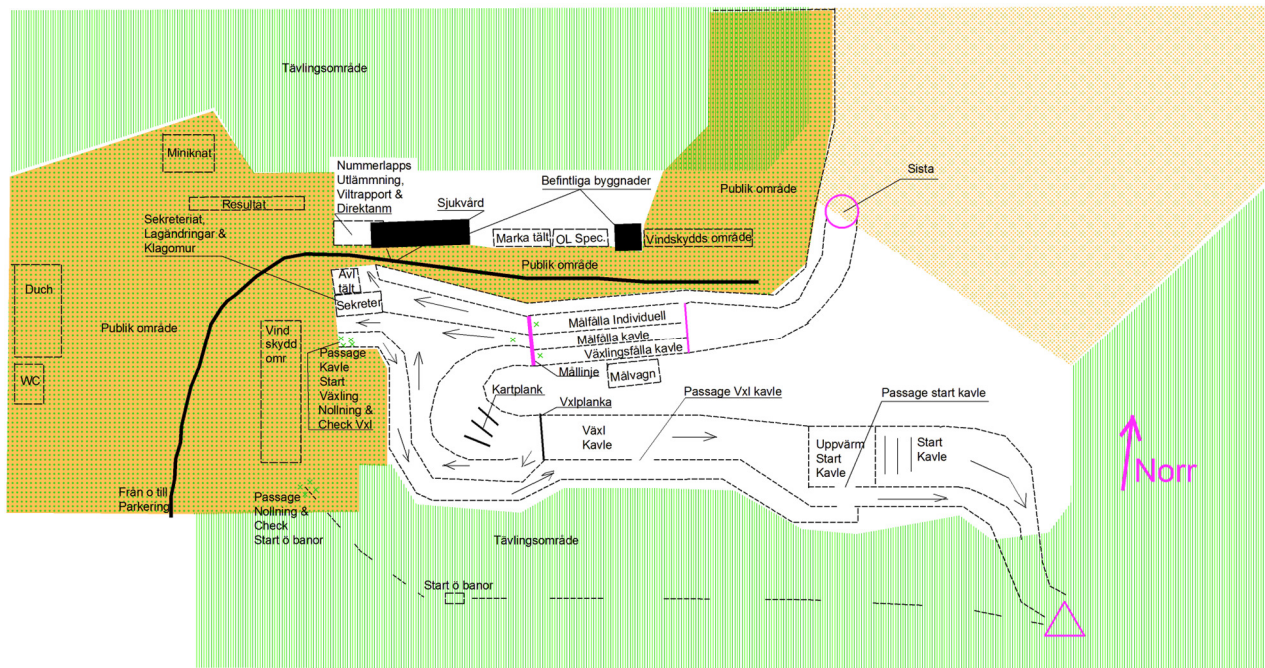 Tävlingsområde
Miniknat
Nummerlapps
Utlämmning,
Viltrapport &
Direktanm
Befintliga byggnader
Sista
Publik område
Resultat
Sjukvård
Sekreteriat,
Lagändringar &
Klagomur
Marka tält
OL Spec.
Vindskydds område
Publik område
Duch
Avl
tält
Sekreter
Publik område
Vind
skydd
omr
Målfålla Individuell
Målfålla kavle
Växlingsfålla kavle
Passage
Kavle
Start
Växling
Nollning &
Check Vxl
Mållinje
Målvagn
WC
Kartplank
Vxlplanka
Passage Vxl kavle
Passage start kavle
Växl
Kavle
Uppvärm
Start
Kavle
Start
Kavle
Norr
Från o till
Parkering
Passage
Nollning &
Check
Start ö banor
Tävlingsområde
Start ö banor